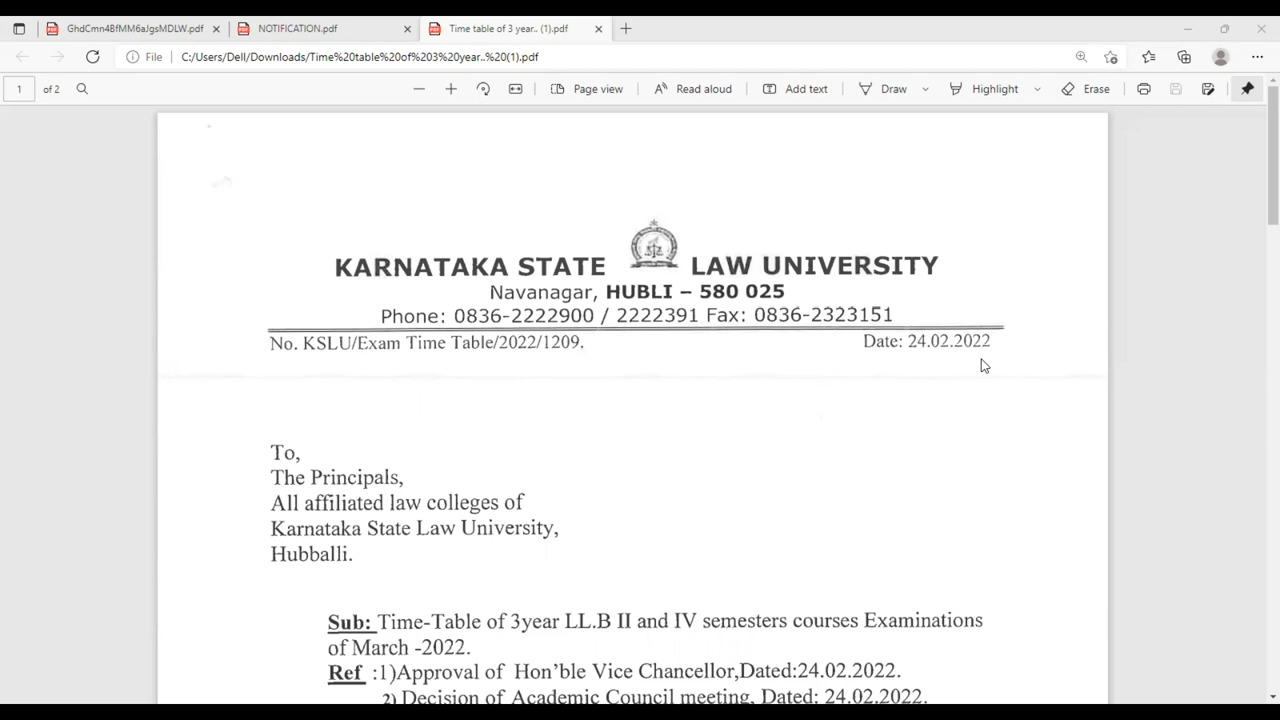 GhdCmn4BfMM6aJgsMDLW.pdf
NOTIFICATION.pdf
Time table of 3 year.. (1).pdf
File
C:/Users/Dell/Downloads/Time%20table%20of%203%20year..%20(1).pdf
1 of 2
Page view
Read aloud
Add text
Draw
Highlight
Erase
KARNATAKA STATE LAW UNIVERSITY
Navanagar, HUBLI – 580 025
Phone: 0836-2222900 / 2222391 Fax: 0836-2323151
No. KSLU/Exam Time Table/2022/1209. Date: 24.02.2022
To,
The Principals,
All affiliated law colleges of
Karnataka State Law University,
Hubballi.
Sub: Time-Table of 3year LL.B II and IV semesters courses Examinations
of March -2022.
Ref :1)Approval of Hon’ble Vice Chancellor,Dated:24.02.2022.
2) Decision of Academic Council meeting, Dated: 24.02.2022.